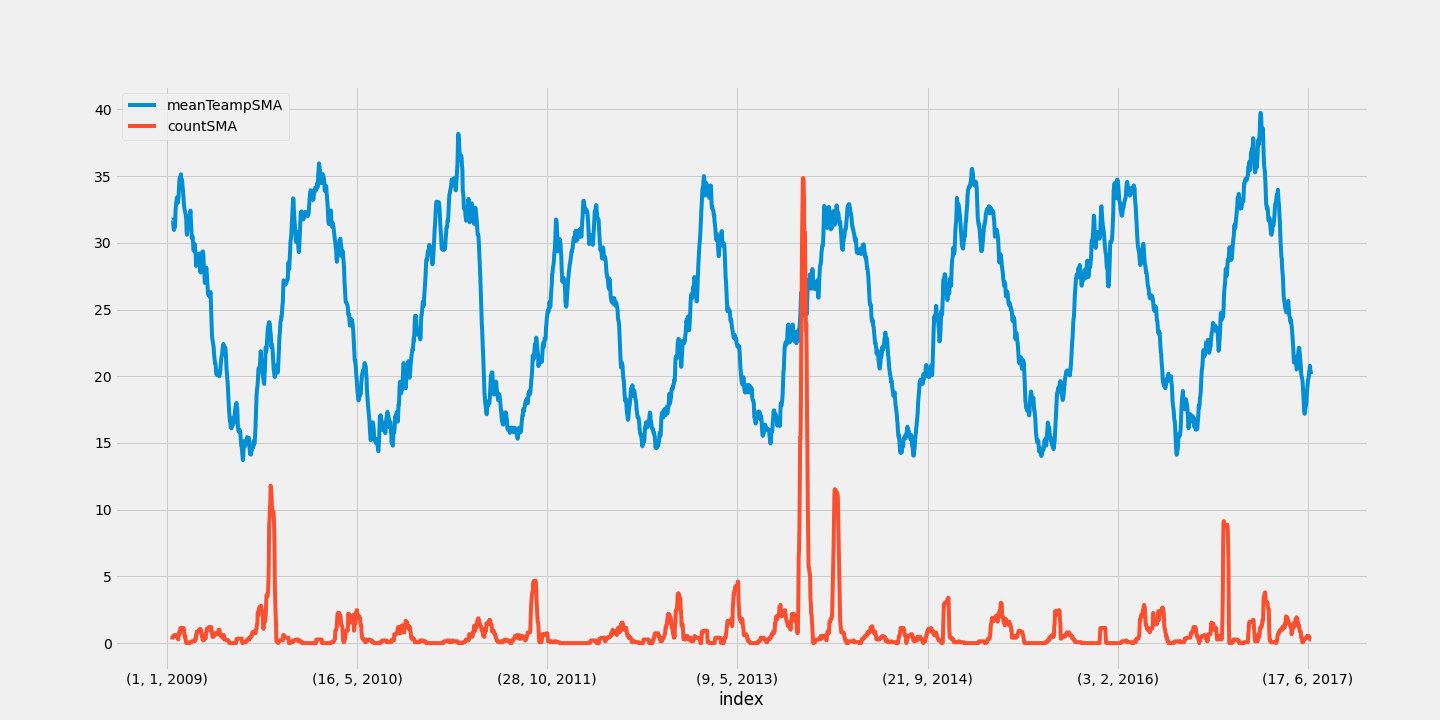 meanTeampSMA
countSMA
40
35
30
25
20
15
10
5
0
(1, 1, 2009) (16, 5, 2010) (28, 10, 2011) (9, 5, 2013) (21, 9, 2014) (3, 2, 2016) (17, 6, 2017)
index